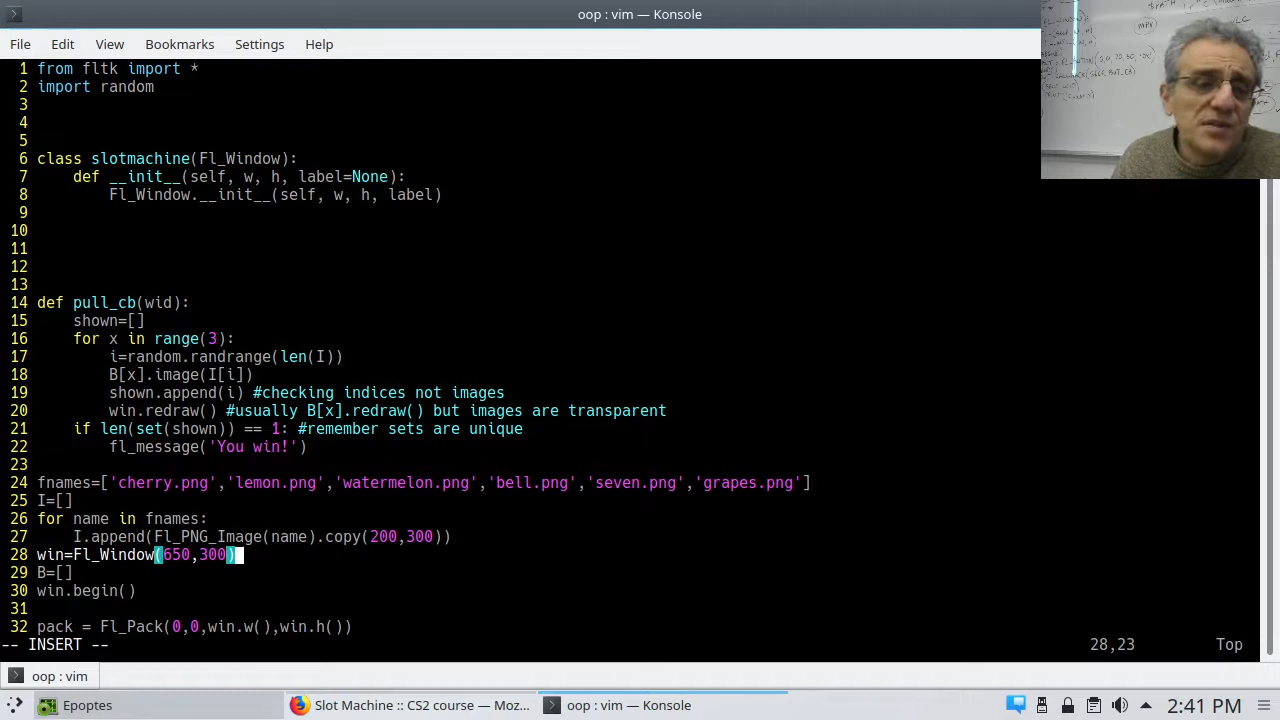 oop : vim — Konsole
File Edit View Bookmarks Settings Help
1 from fltk import *
2 import random
3
4
5
6 class slotmachine(Fl_Window):
7     def __init__(self, w, h, label=None):
8         Fl_Window.__init__(self, w, h, label)
9
10
11
12
13
14 def pull_cb(wid):
15     shown=[]
16     for x in range(3):
17         i=random.randrange(len(I))
18         B[x].image(I[i])
19         shown.append(i) #checking indices not images
20         win.redraw() #usually B[x].redraw() but images are transparent
21     if len(set(shown)) == 1: #remember sets are unique
22         fl_message('You win!')
23
24 fnames=['cherry.png','lemon.png','watermelon.png','bell.png','seven.png','grapes.png']
25 I=[]
26 for name in fnames:
27     I.append(Fl_PNG_Image(name).copy(200,300))
28 win=Fl_Window(650,300)
29 B=[]
30 win.begin()
31
32 pack = Fl_Pack(0,0,win.w(),win.h())
-- INSERT -- 28,23 Top
oop : vim
Epoptes Slot Machine :: CS2 course — Moz... oop : vim — Konsole 2:41 PM